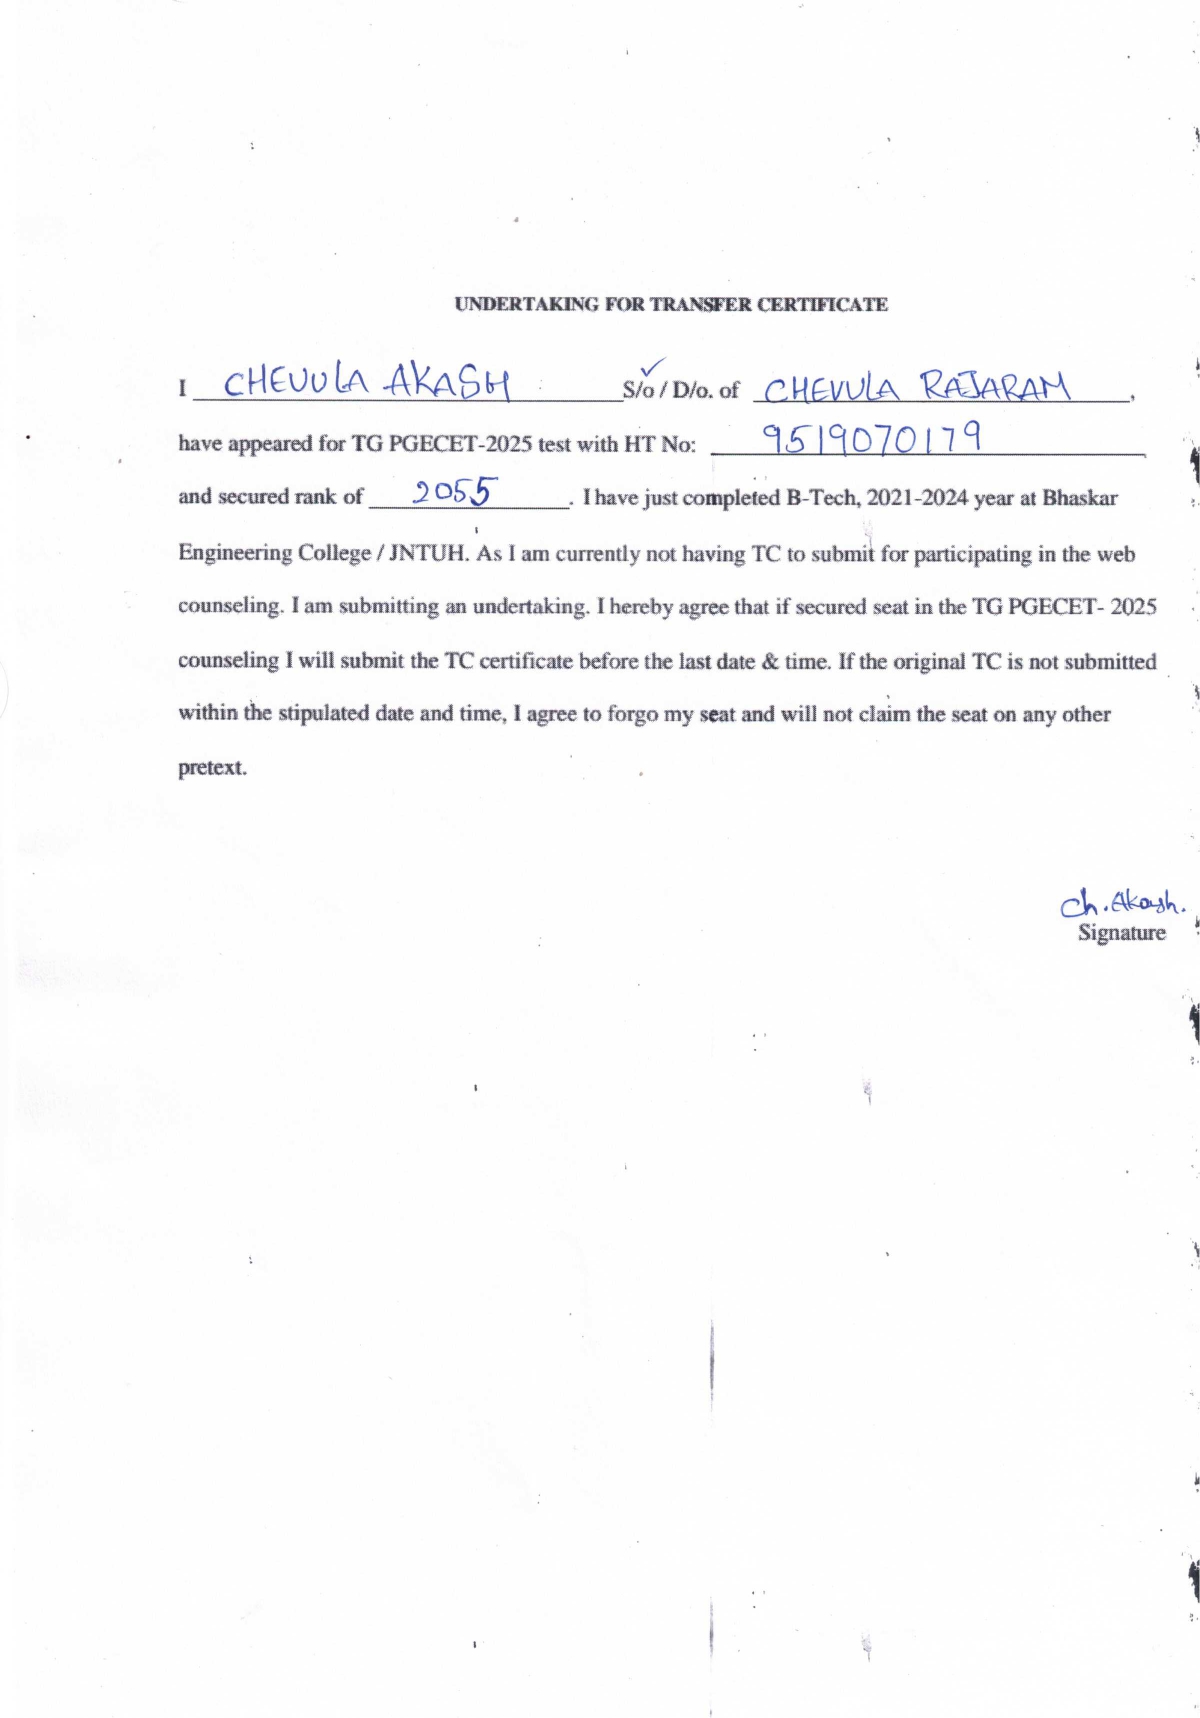 UNDERTAKING FOR TRANSFER CERTIFICATE
I CHEVULA AKASH S/o / D/o. of CHEVULA RAJARAM,
have appeared for TG PGECET-2025 test with HT No: 9519070179
and secured rank of 2055. I have just completed B-Tech, 2021-2024 year at Bhaskar
Engineering College / JNTUH. As I am currently not having TC to submit for participating in the web
counseling. I am submitting an undertaking. I hereby agree that if secured seat in the TG PGECET- 2025
counseling I will submit the TC certificate before the last date & time. If the original TC is not submitted
within the stipulated date and time, I agree to forgo my seat and will not claim the seat on any other
pretext.
Ch. Akash.
Signature